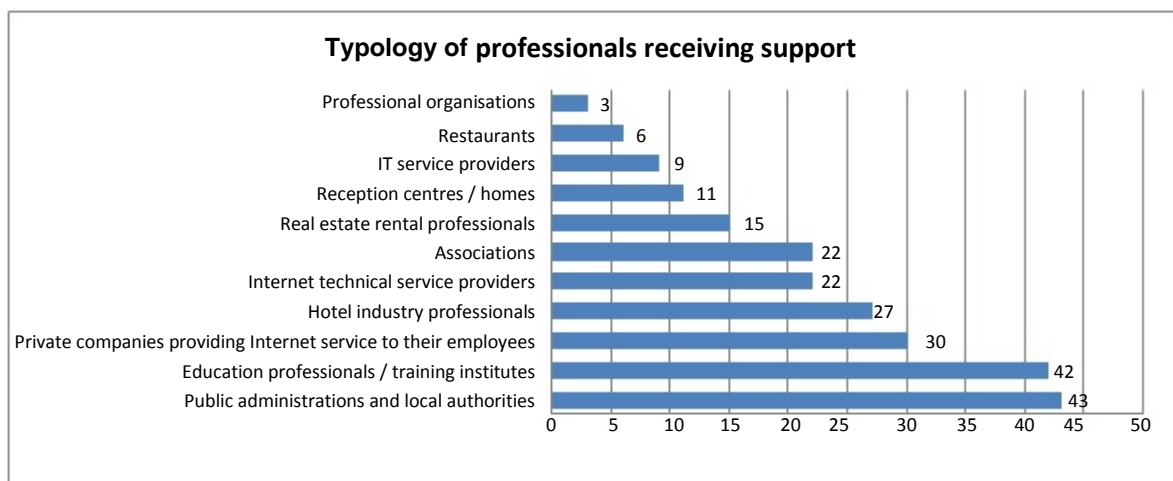 Typology of professionals receiving support
Professional organisations 3
Restaurants 6
IT service providers 9
Reception centres / homes 11
Real estate rental professionals 15
Associations 22
Internet technical service providers 22
Hotel industry professionals 27
Private companies providing Internet service to their employees 30
Education professionals / training institutes 42
Public administrations and local authorities 43
0 5 10 15 20 25 30 35 40 45 50